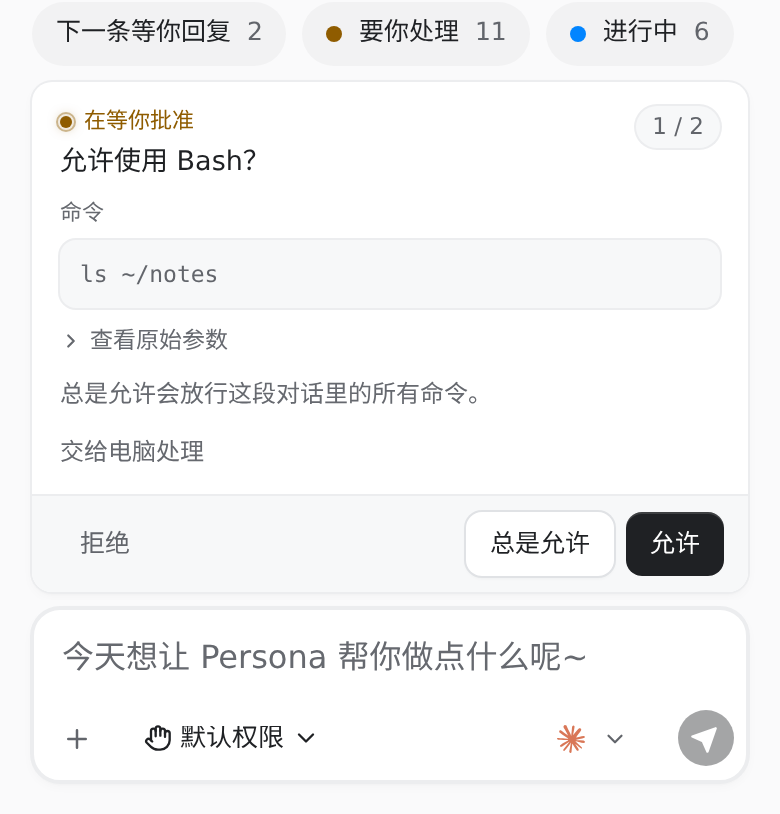 下一条等你回复 2 要你处理 11 进行中 6
在等你批准
1 / 2
允许使用 Bash?
命令
ls ~/notes
查看原始参数
总是允许会放行这段对话里的所有命令。
交给电脑处理
拒绝 总是允许 允许
今天想让 Persona 帮你做点什么呢~
默认权限